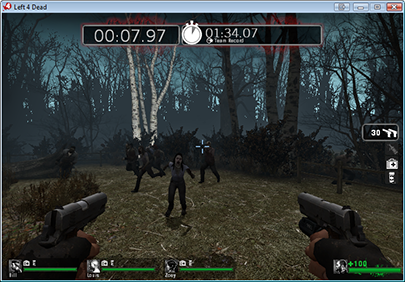 Left 4 Dead
00:07.97
01:34.07
Team Record
30
Bill
Louis
Zoey
+100